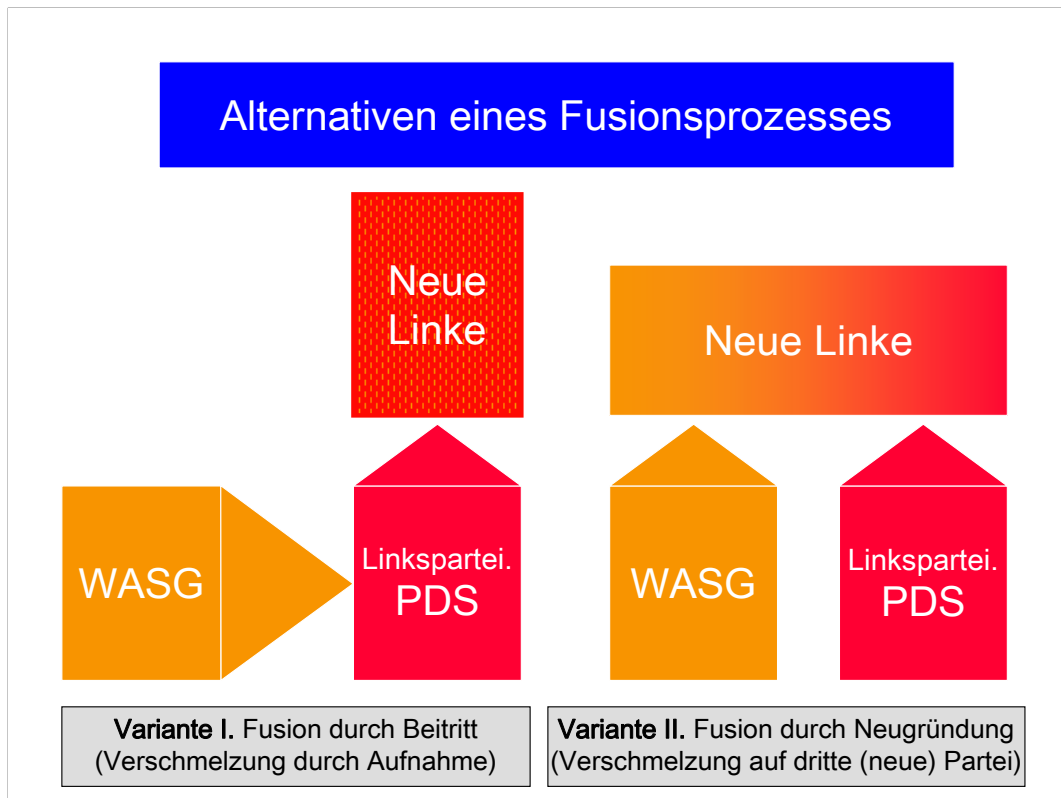 Alternativen eines Fusionsprozesses
Neue
Linke
WASG
Linkspartei.
PDS
Variante I. Fusion durch Beitritt
(Verschmelzung durch Aufnahme)
Neue Linke
WASG
Linkspartei.
PDS
Variante II. Fusion durch Neugründung
(Verschmelzung auf dritte (neue) Partei)